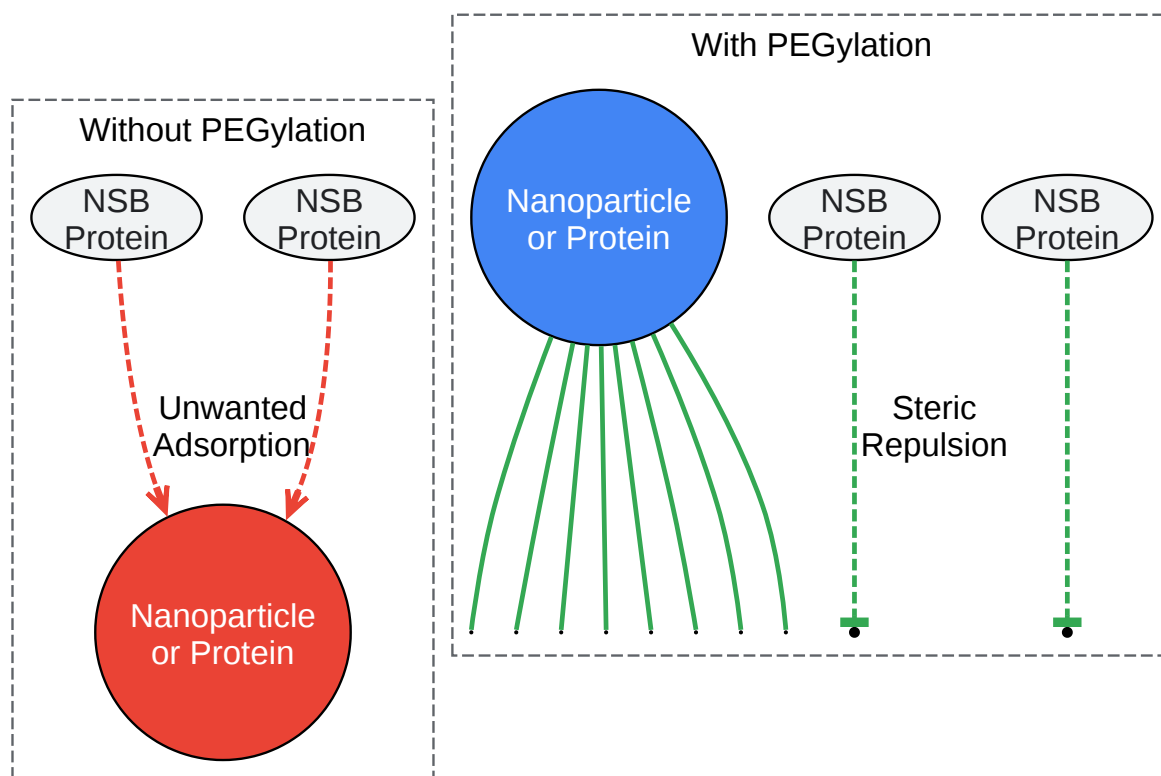 Without PEGylation
NSB
Protein
NSB
Protein
Unwanted
Adsorption
Nanoparticle
or Protein
With PEGylation
Nanoparticle
or Protein
NSB
Protein
NSB
Protein
Steric
Repulsion